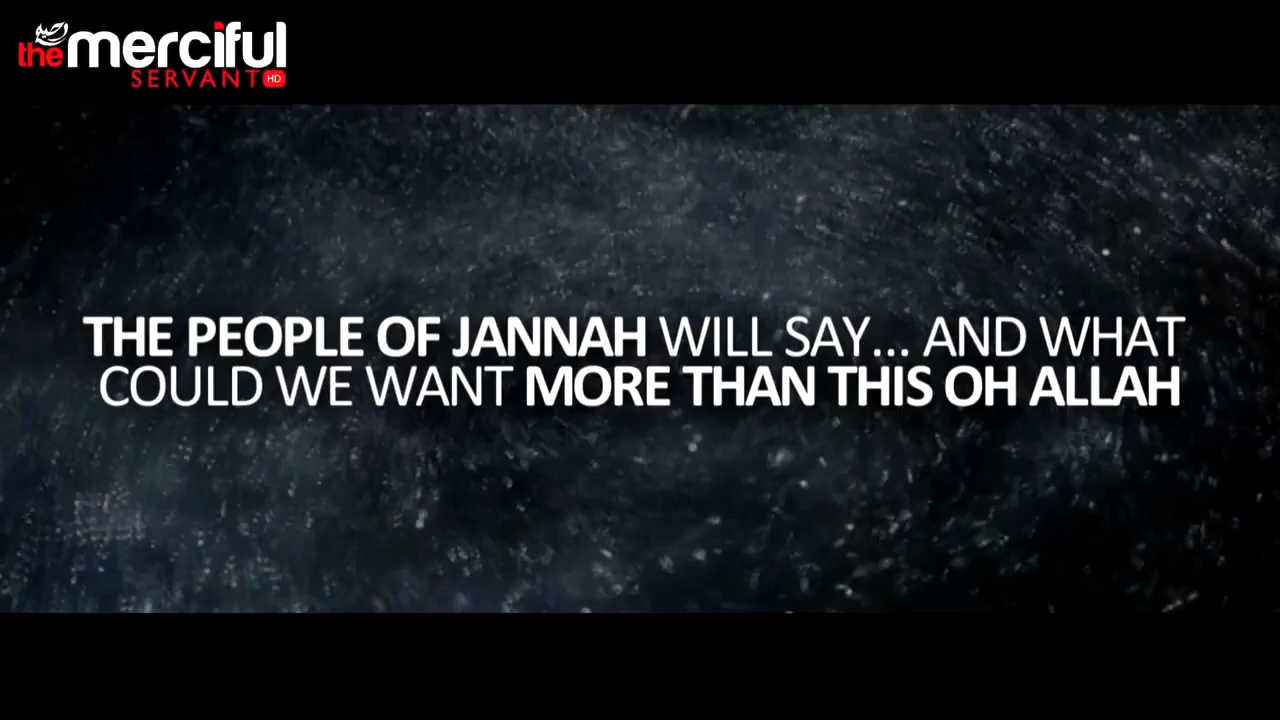 the merciful
SERVANT HD
THE PEOPLE OF JANNAH WILL SAY... AND WHAT
COULD WE WANT MORE THAN THIS OH ALLAH